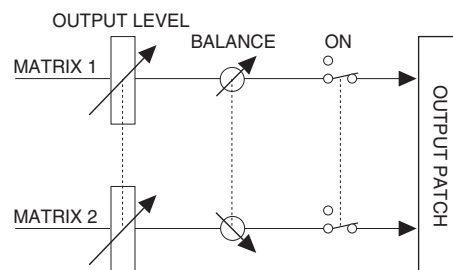 OUTPUT LEVEL
BALANCE
ON
MATRIX 1
MATRIX 2
OUTPUT PATCH